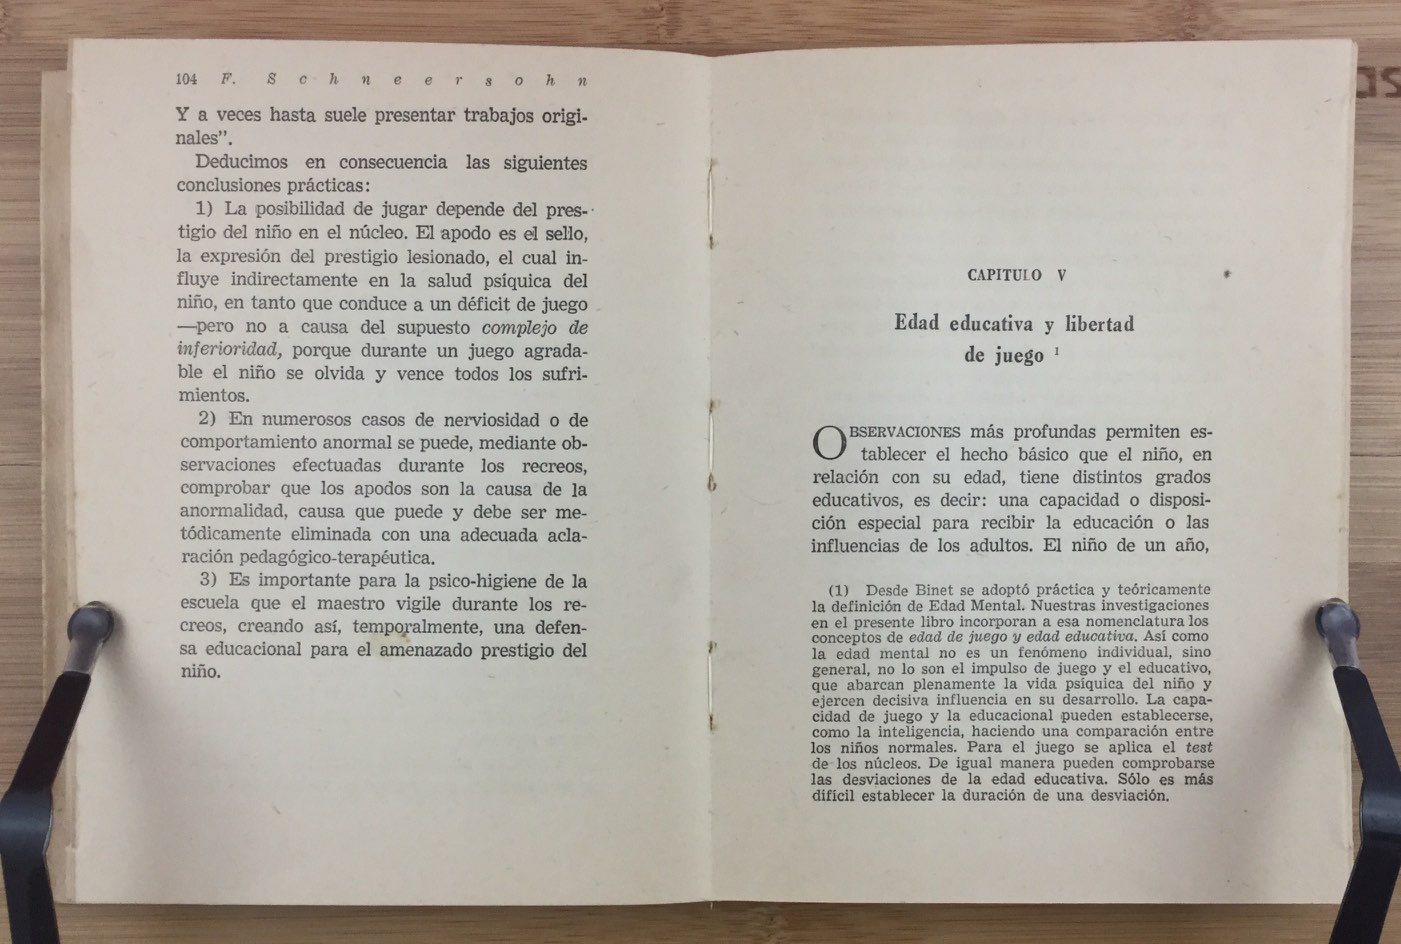 104 F. Schneersohn
Y a veces hasta suele presentar trabajos origi-
nales”.
Deducimos en consecuencia las siguientes
conclusiones prácticas:
1) La posibilidad de jugar depende del pres-
tigio del niño en el núcleo. El apodo es el sello,
la expresión del prestigio lesionado, el cual in-
fluye indirectamente en la salud psíquica del
niño, en tanto que conduce a un déficit de juego
—pero no a causa del supuesto complejo de
inferioridad, porque durante un juego agrada-
ble el niño se olvida y vence todos los sufri-
mientos.
2) En numerosos casos de nerviosidad o de
comportamiento anormal se puede, mediante ob-
servaciones efectuadas durante los recreos,
comprobar que los apodos son la causa de la
anormalidad, causa que puede y debe ser me-
tódicamente eliminada con una adecuada acla-
ración pedagógico-terapéutica.
3) Es importante para la psico-higiene de la
escuela que el maestro vigile durante los re-
creos, creando así, temporalmente, una defen-
sa educacional para el amenazado prestigio del
niño.
CAPITULO V
Edad educativa y libertad
de juego ¹
OBSERVACIONES más profundas permiten es-
tablecer el hecho básico que el niño, en
relación con su edad, tiene distintos grados
educativos, es decir: una capacidad o disposi-
ción especial para recibir la educación o las
influencias de los adultos. El niño de un año,
(1) Desde Binet se adoptó práctica y teóricamente
la definición de Edad Mental. Nuestras investigaciones
en el presente libro incorporan a esa nomenclatura los
conceptos de edad de juego y edad educativa. Así como
la edad mental no es un fenómeno individual, sino
general, no lo son el impulso de juego y el educativo,
que abarcan plenamente la vida psíquica del niño y
ejercen decisiva influencia en su desarrollo. La capa-
cidad de juego y la educacional pueden establecerse,
como la inteligencia, haciendo una comparación entre
los niños normales. Para el juego se aplica el test
de los núcleos. De igual manera pueden comprobarse
las desviaciones de la edad educativa. Sólo es más
difícil establecer la duración de una desviación.